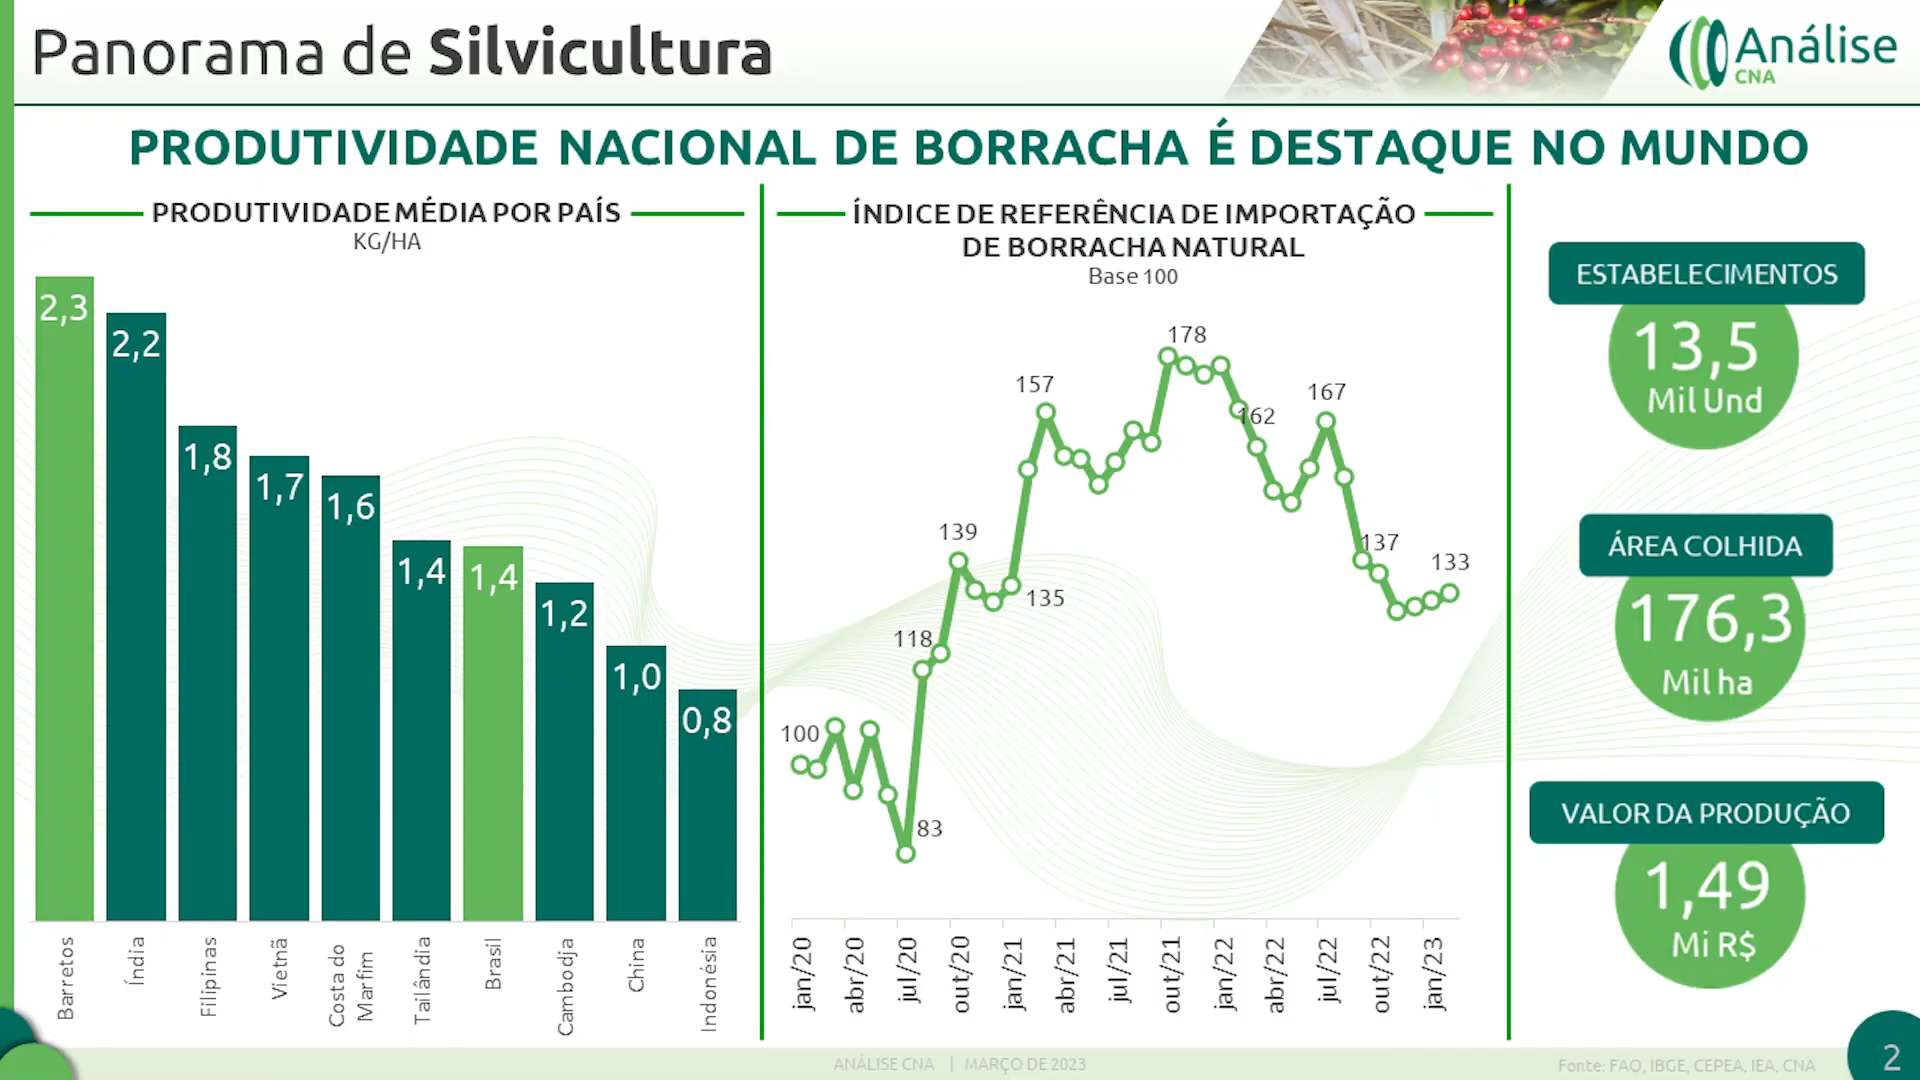 Panorama de Silvicultura
Análise
CNA
PRODUTIVIDADE NACIONAL DE BORRACHA É DESTAQUE NO MUNDO
PRODUTIVIDADE MÉDIA POR PAÍS
KG/HA
2,3
2,2
1,8
1,7
1,6
1,4
1,4
1,2
1,0
0,8
Barretos
Índia
Filipinas
Vietnã
Costa do
Marfim
Tailândia
Brasil
Cambodja
China
Indonésia
ÍNDICE DE REFERÊNCIA DE IMPORTAÇÃO
DE BORRACHA NATURAL
Base 100
100
83
118
139
135
157
178
162
167
137
133
jan/20
abr/20
jul/20
out/20
jan/21
abr/21
jul/21
out/21
jan/22
abr/22
jul/22
out/22
jan/23
ESTABELECIMENTOS
13,5
Mil Und
ÁREA COLHIDA
176,3
Mil ha
VALOR DA PRODUÇÃO
1,49
Mi R$
ANÁLISE CNA | MARÇO DE 2023
Fonte: FAO, IBGE, CEPEA, IEA, CNA
2